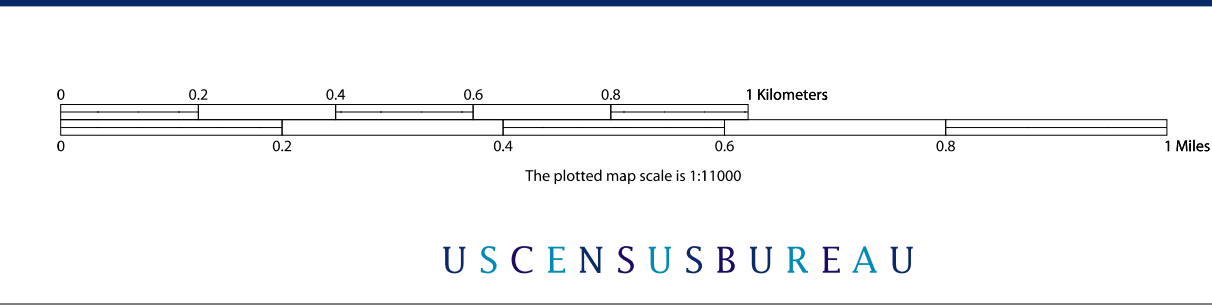 0 0.2 0.4 0.6 0.8 1 Kilometers
0 0.2 0.4 0.6 0.8 1 Miles
The plotted map scale is 1:11000
USCENSUSBUREAU